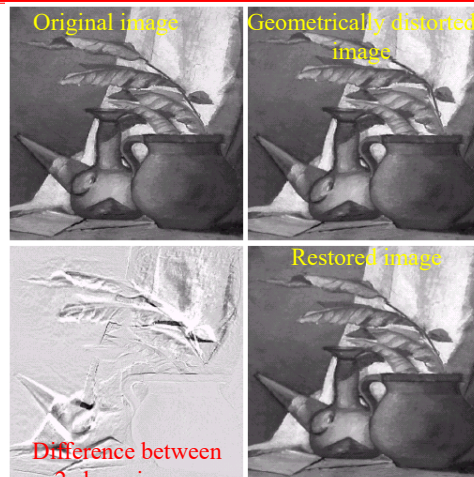 Original image
Geometrically distorted
image
Restored image
Difference between